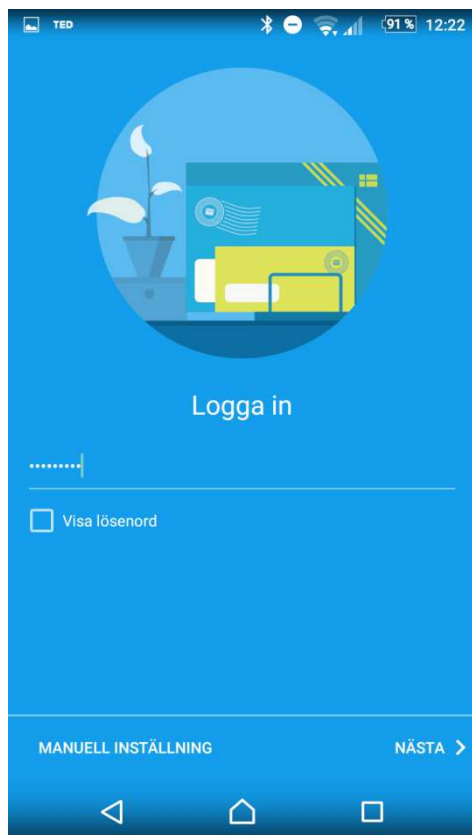 TED 91 % 12:22
Logga in
•••••••••
Visa lösenord
MANUELL INSTÄLLNING NÄSTA